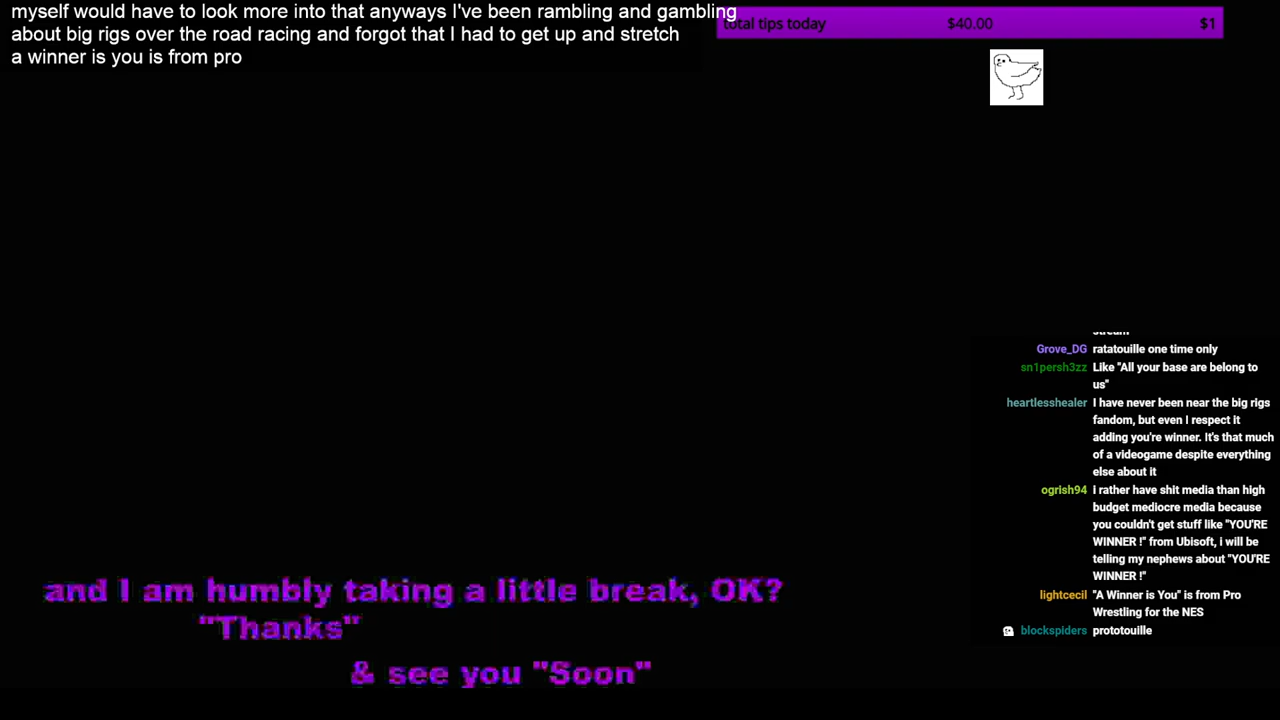 myself would have to look more into that anyways I've been rambling and gambling
about big rigs over the road racing and forgot that I had to get up and stretch
a winner is you is from pro
total tips today $40.00 $1
stream
Grove_DG ratatouille one time only
sn1persh3zz Like "All your base are belong to
us"
heartlesshealer I have never been near the big rigs
fandom, but even I respect it
adding you're winner. It's that much
of a videogame despite everything
else about it
ogrish94 i rather have shit media than high
budget mediocre media because
you couldn't get stuff like "YOU'RE
WINNER !" from Ubisoft, i will be
telling my nephews about "YOU'RE
WINNER !"
lightcecil "A Winner is You" is from Pro
Wrestling for the NES
blockspiders prototouille
and I am humbly taking a little break, OK?
"Thanks"
& see you "Soon"